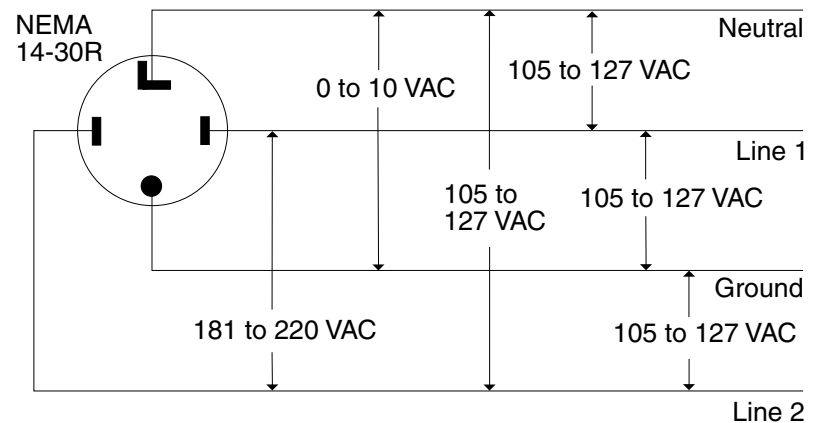 NEMA
14-30R
Neutral
0 to 10 VAC
105 to 127 VAC
Line 1
105 to
127 VAC
105 to 127 VAC
Ground
181 to 220 VAC
105 to 127 VAC
Line 2